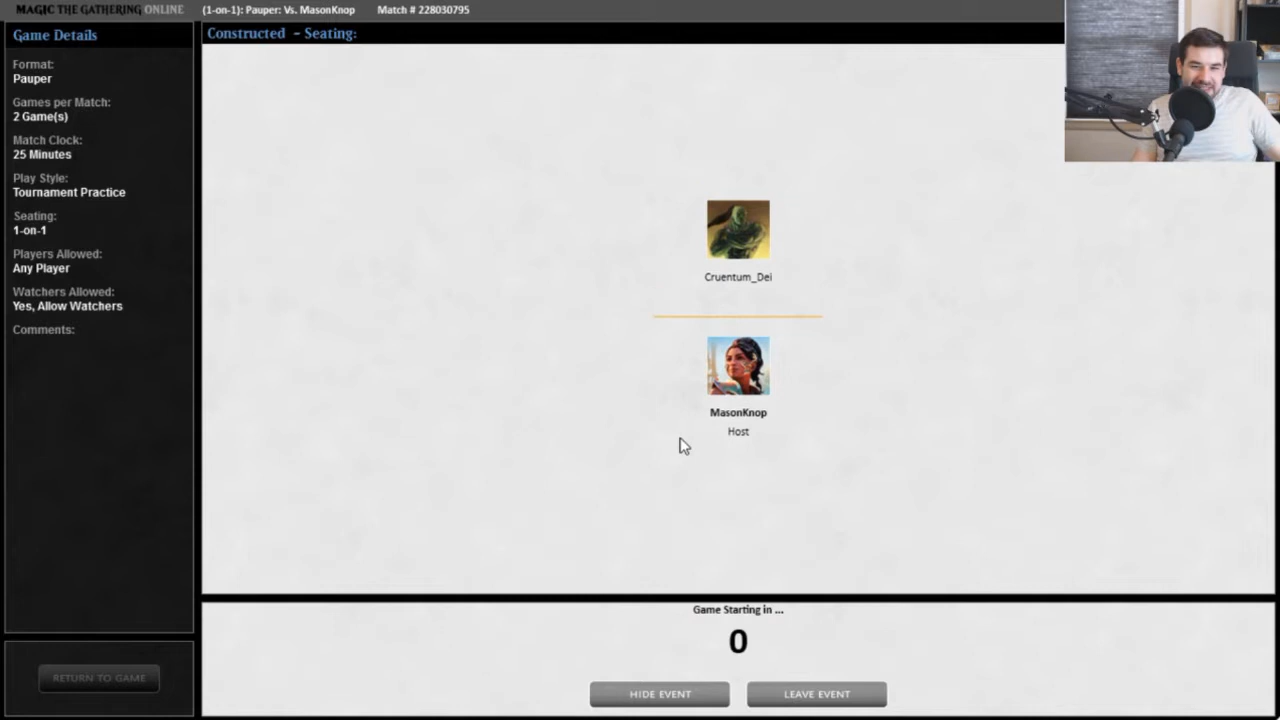 MAGIC THE GATHERING ONLINE
(1-on-1): Pauper: Vs. MasonKnop Match # 228030795
Game Details
Format:
Pauper
Games per Match:
2 Game(s)
Match Clock:
25 Minutes
Play Style:
Tournament Practice
Seating:
1-on-1
Players Allowed:
Any Player
Watchers Allowed:
Yes, Allow Watchers
Comments:
RETURN TO GAME
Constructed - Seating:
Cruentum_Dei
MasonKnop
Host
Game Starting in ...
0
HIDE EVENT
LEAVE EVENT